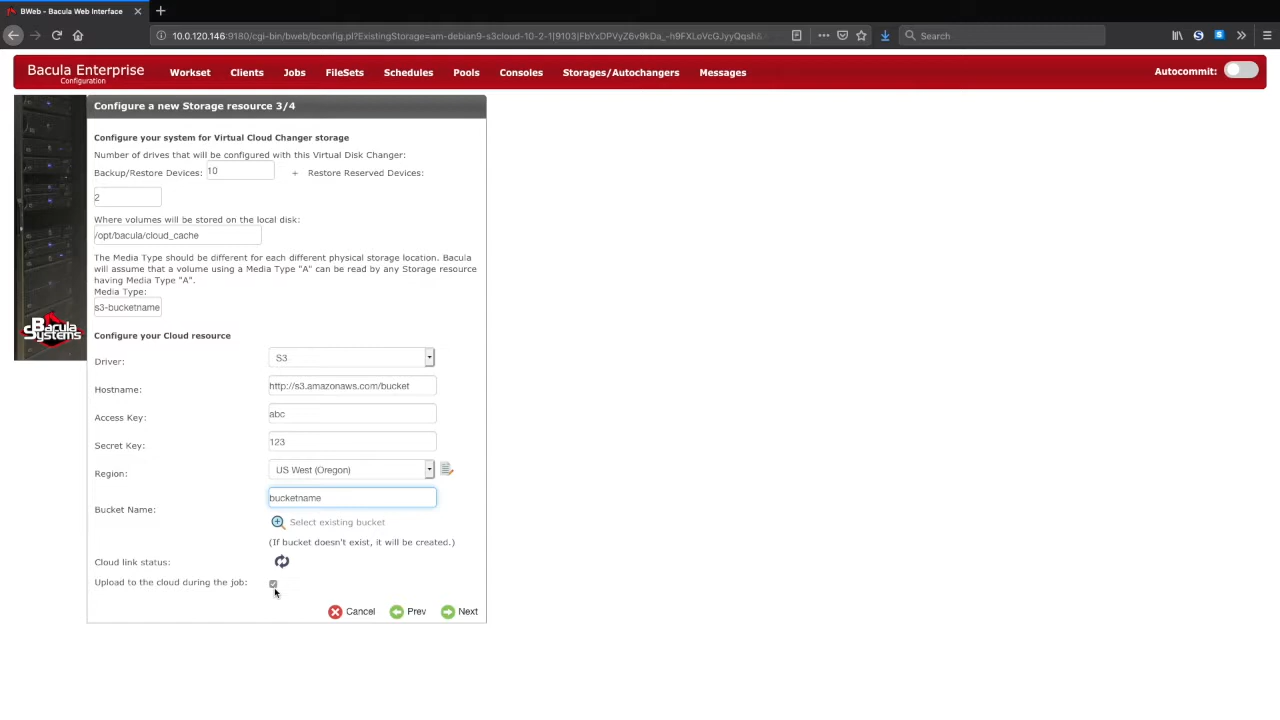 BWeb - Bacula Web Interface
10.0.120.146:9180/cgi-bin/bweb/bconfig.pl?ExistingStorage=am-debian9-s3cloud-10-2-1|9103|
Search
Bacula Enterprise
Configuration
Workset Clients Jobs FileSets Schedules Pools Consoles Storages/Autochangers Messages
Autocommit:
Configure a new Storage resource 3/4
Configure your system for Virtual Cloud Changer storage
Number of drives that will be configured with this Virtual Disk Changer:
Backup/Restore Devices: 10 + Restore Reserved Devices:
2
Where volumes will be stored on the local disk:
/opt/bacula/cloud_cache
The Media Type should be different for each different physical storage location. Bacula
will assume that a volume using a Media Type "A" can be read by any Storage resource
having Media Type "A".
Media Type:
s3-bucketname
Bacula
Systems
Configure your Cloud resource
Driver: S3
Hostname: http://s3.amazonaws.com/bucket
Access Key: abc
Secret Key: 123
Region: US West (Oregon)
Bucket Name: bucketname
Select existing bucket
(If bucket doesn't exist, it will be created.)
Cloud link status:
Upload to the cloud during the job:
Cancel Prev Next